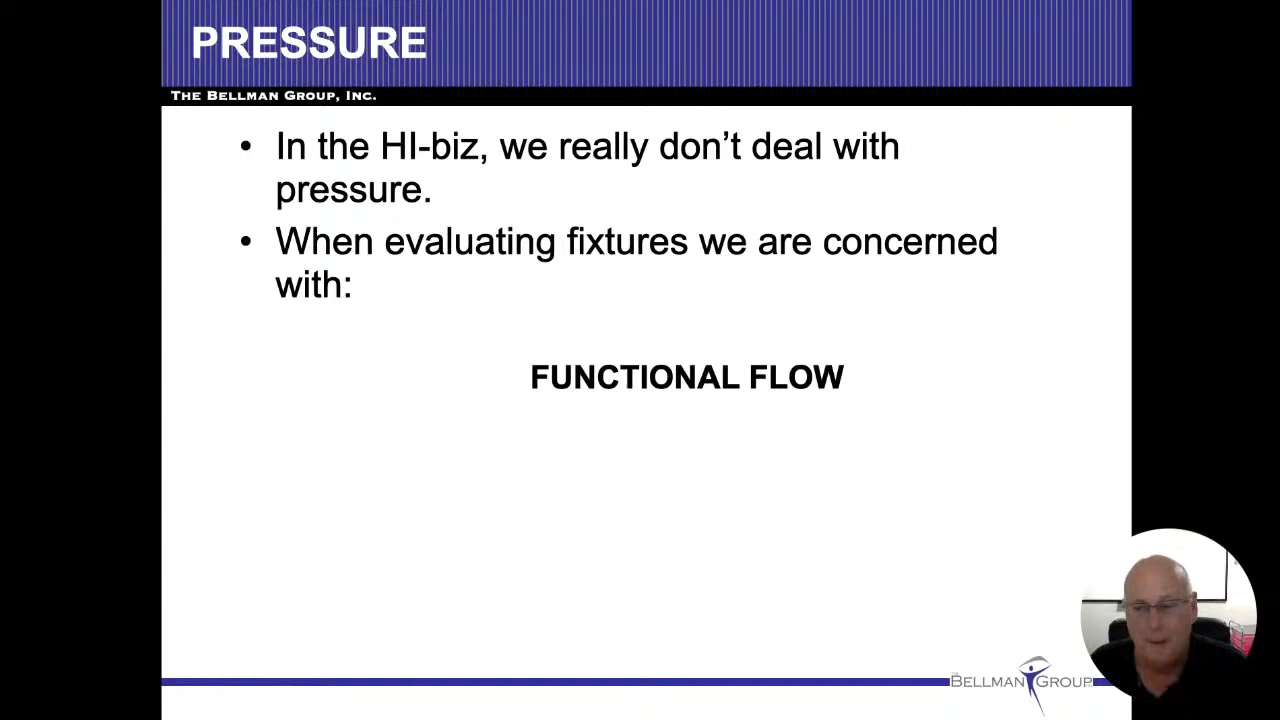 PRESSURE
THE BELLMAN GROUP, INC.
• In the HI-biz, we really don’t deal with
pressure.
• When evaluating fixtures we are concerned
with:
FUNCTIONAL FLOW
THE BELLMAN GROUP